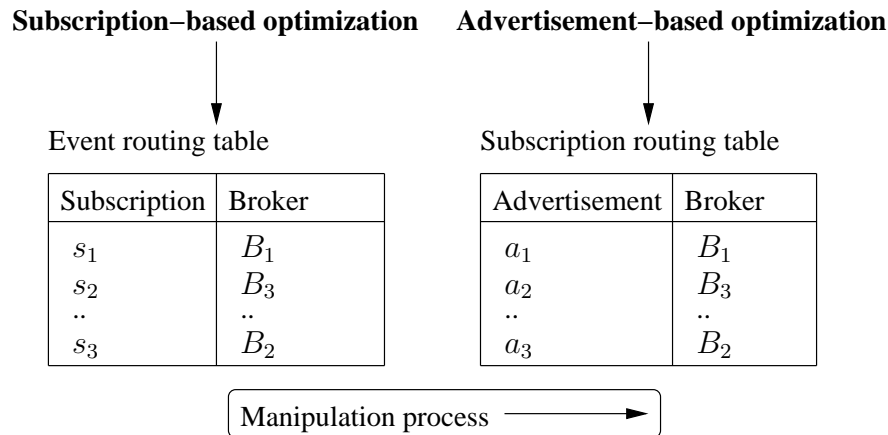 Subscription–based optimization Advertisement–based optimization
Event routing table Subscription routing table
Subscription Broker Advertisement Broker
s₁ B₁ a₁ B₁
s₂ B₃ a₂ B₃
.. .. .. ..
s₃ B₂ a₃ B₂
Manipulation process